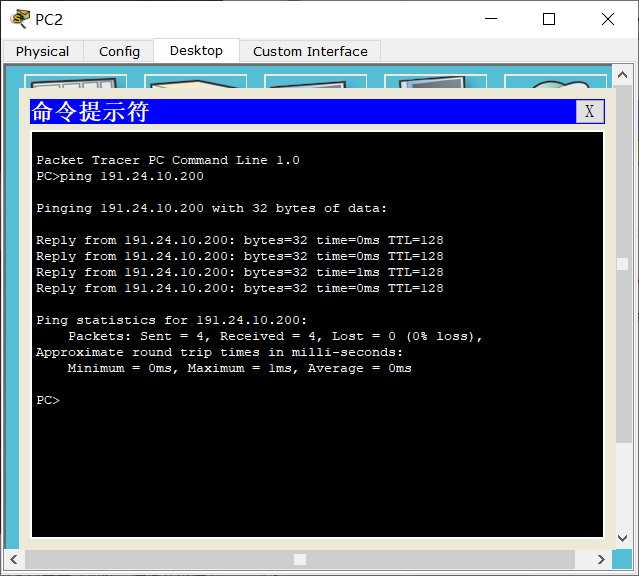 PC2
Physical Config Desktop Custom Interface
命令提示符 X
Packet Tracer PC Command Line 1.0
PC>ping 191.24.10.200
Pinging 191.24.10.200 with 32 bytes of data:
Reply from 191.24.10.200: bytes=32 time=0ms TTL=128
Reply from 191.24.10.200: bytes=32 time=0ms TTL=128
Reply from 191.24.10.200: bytes=32 time=1ms TTL=128
Reply from 191.24.10.200: bytes=32 time=0ms TTL=128
Ping statistics for 191.24.10.200:
Packets: Sent = 4, Received = 4, Lost = 0 (0% loss),
Approximate round trip times in milli-seconds:
Minimum = 0ms, Maximum = 1ms, Average = 0ms
PC>